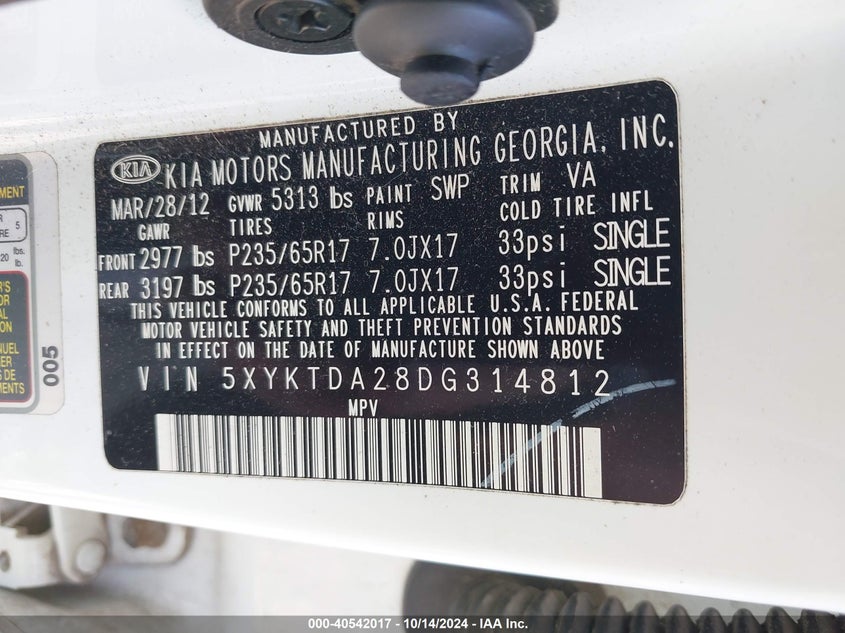 MANUFACTURED BY
KIA KIA MOTORS MANUFACTURING GEORGIA, INC.
MAR/28/12 GVWR 5313 lbs PAINT SWP TRIM VA
GAWR TIRES RIMS COLD TIRE INFL
FRONT 2977 lbs P235/65R17 7.0JX17 33psi SINGLE
REAR 3197 lbs P235/65R17 7.0JX17 33psi SINGLE
THIS VEHICLE CONFORMS TO ALL APPLICABLE U.S.A. FEDERAL
MOTOR VEHICLE SAFETY AND THEFT PREVENTION STANDARDS
IN EFFECT ON THE DATE OF MANUFACTURE SHOWN ABOVE
VIN 5XYKTDA28DG314812
MPV
005
000-40542017 - 10/14/2024 - IAA Inc.